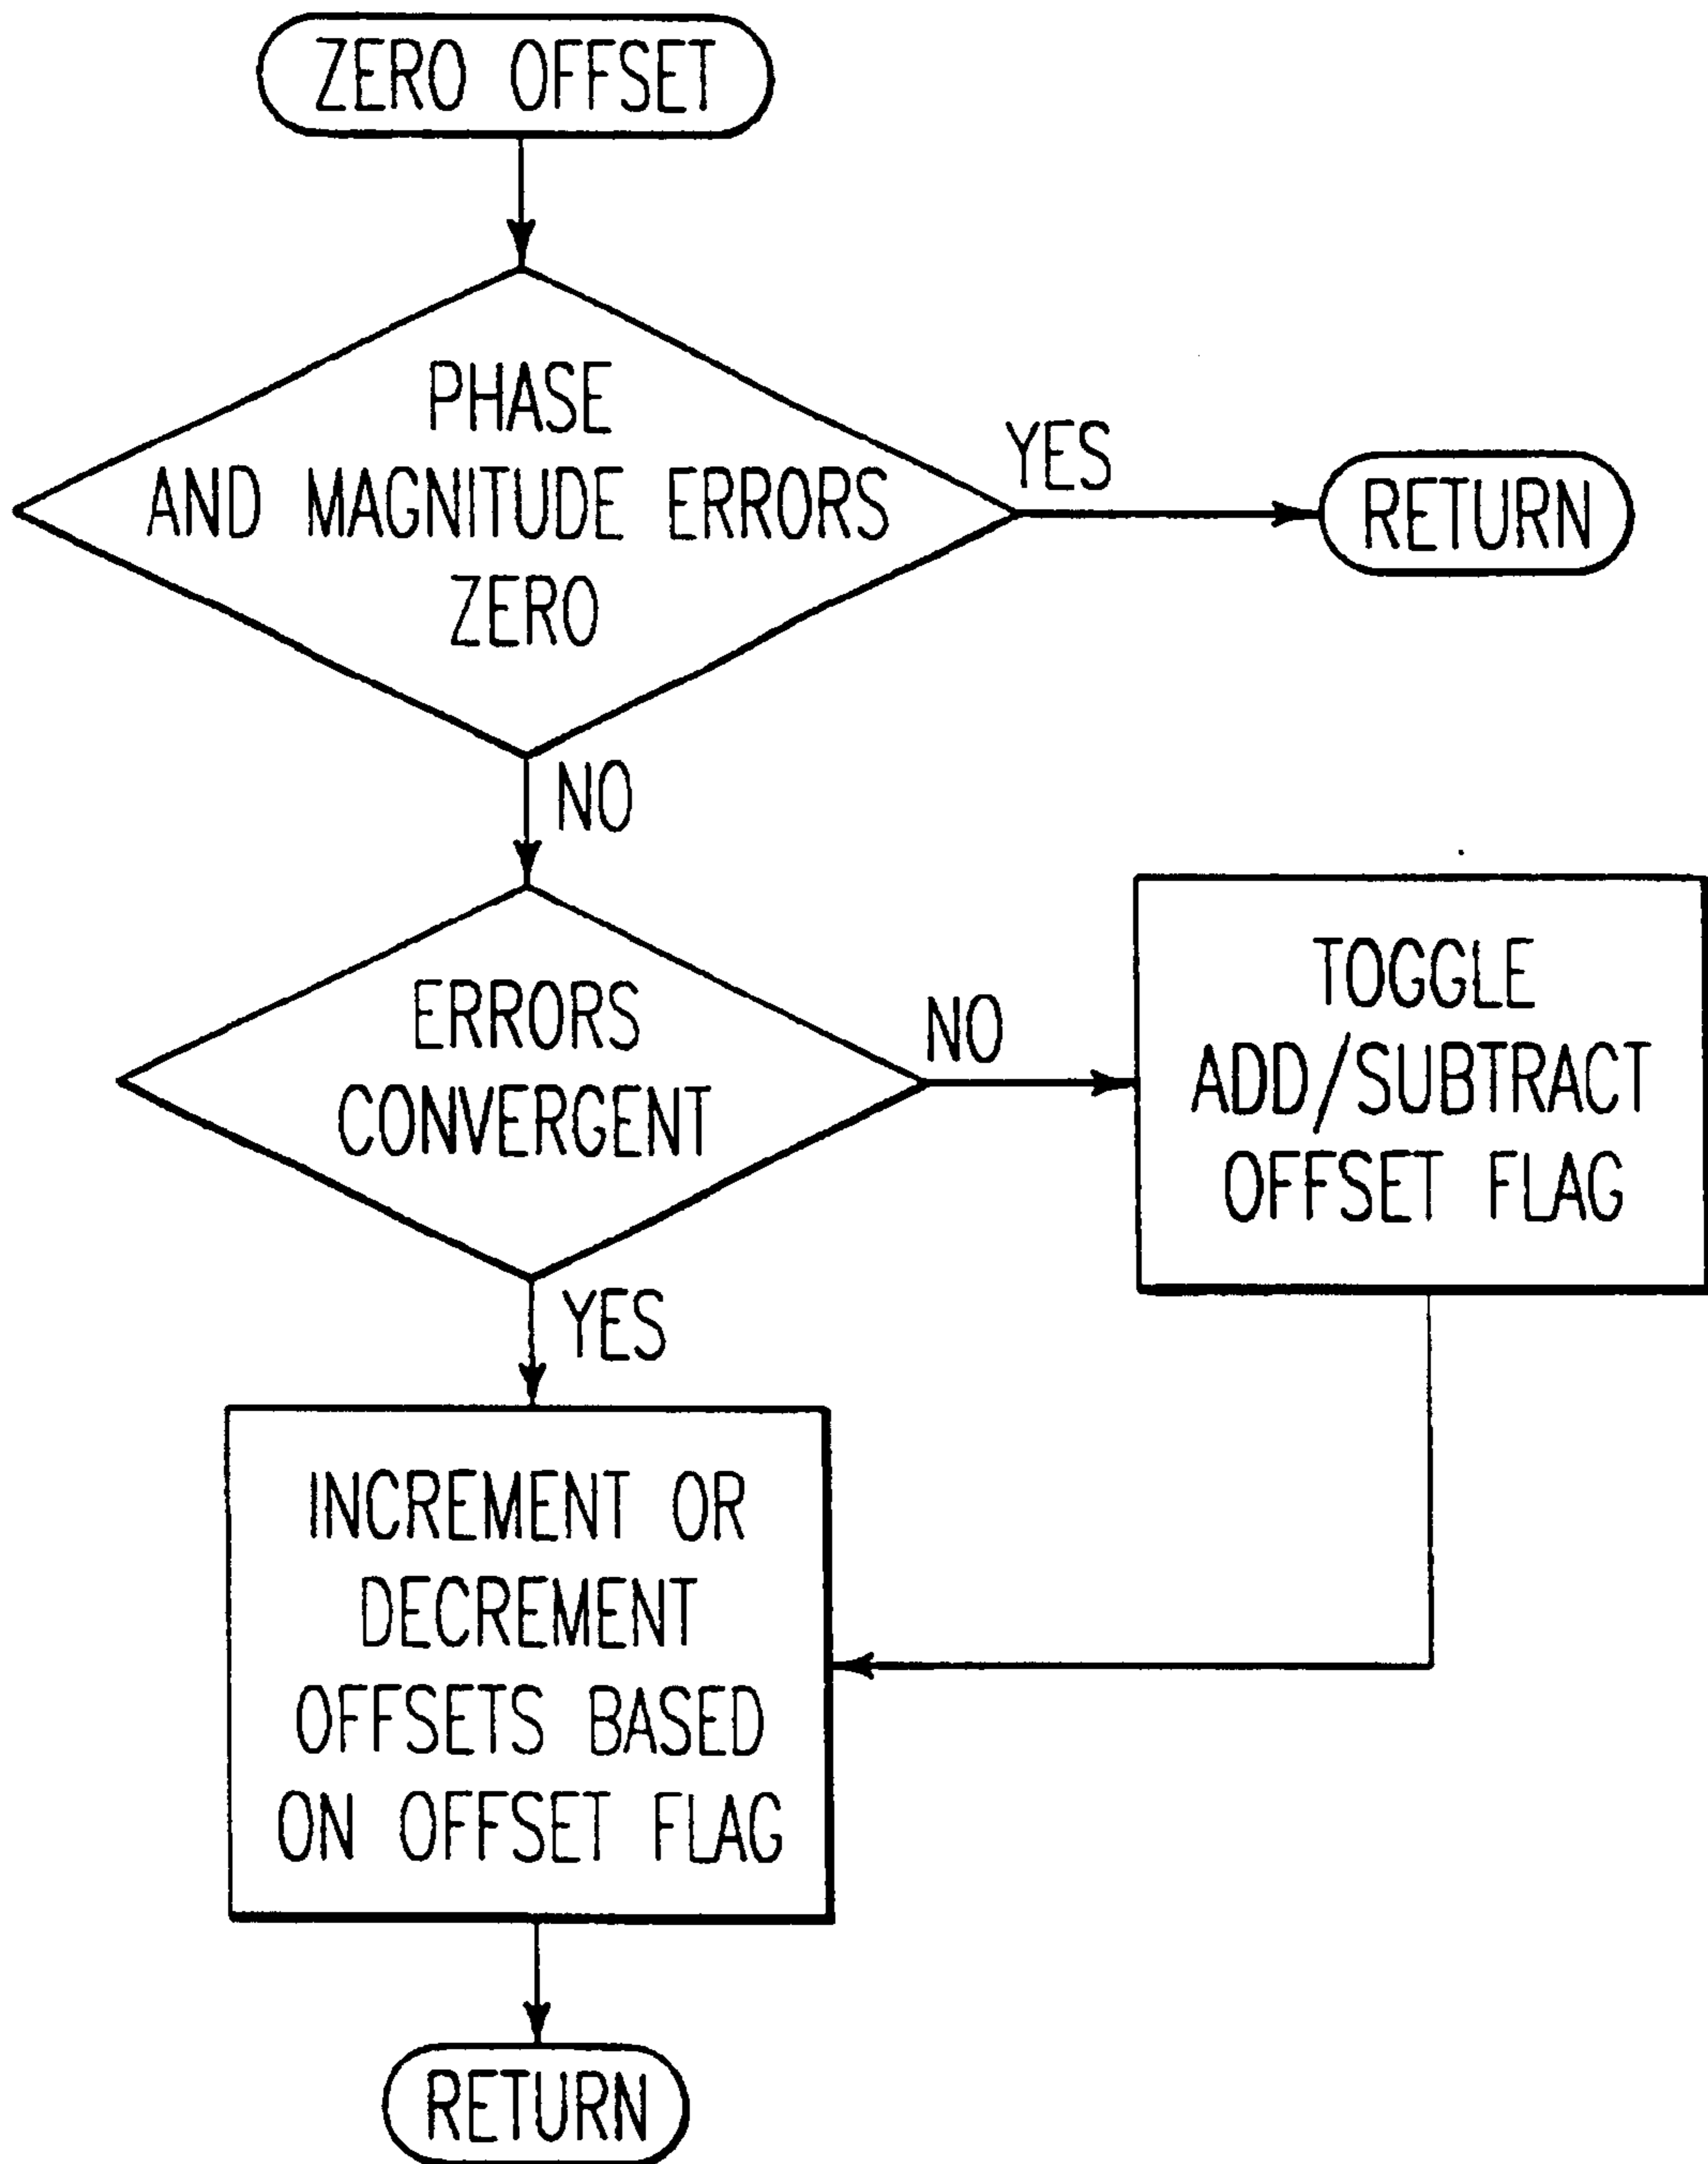 ZERO OFFSET
PHASE
AND MAGNITUDE ERRORS
ZERO
YES
RETURN
NO
ERRORS
CONVERGENT
NO
TOGGLE
ADD/SUBTRACT
OFFSET FLAG
YES
INCREMENT OR
DECREMENT
OFFSETS BASED
ON OFFSET FLAG
RETURN